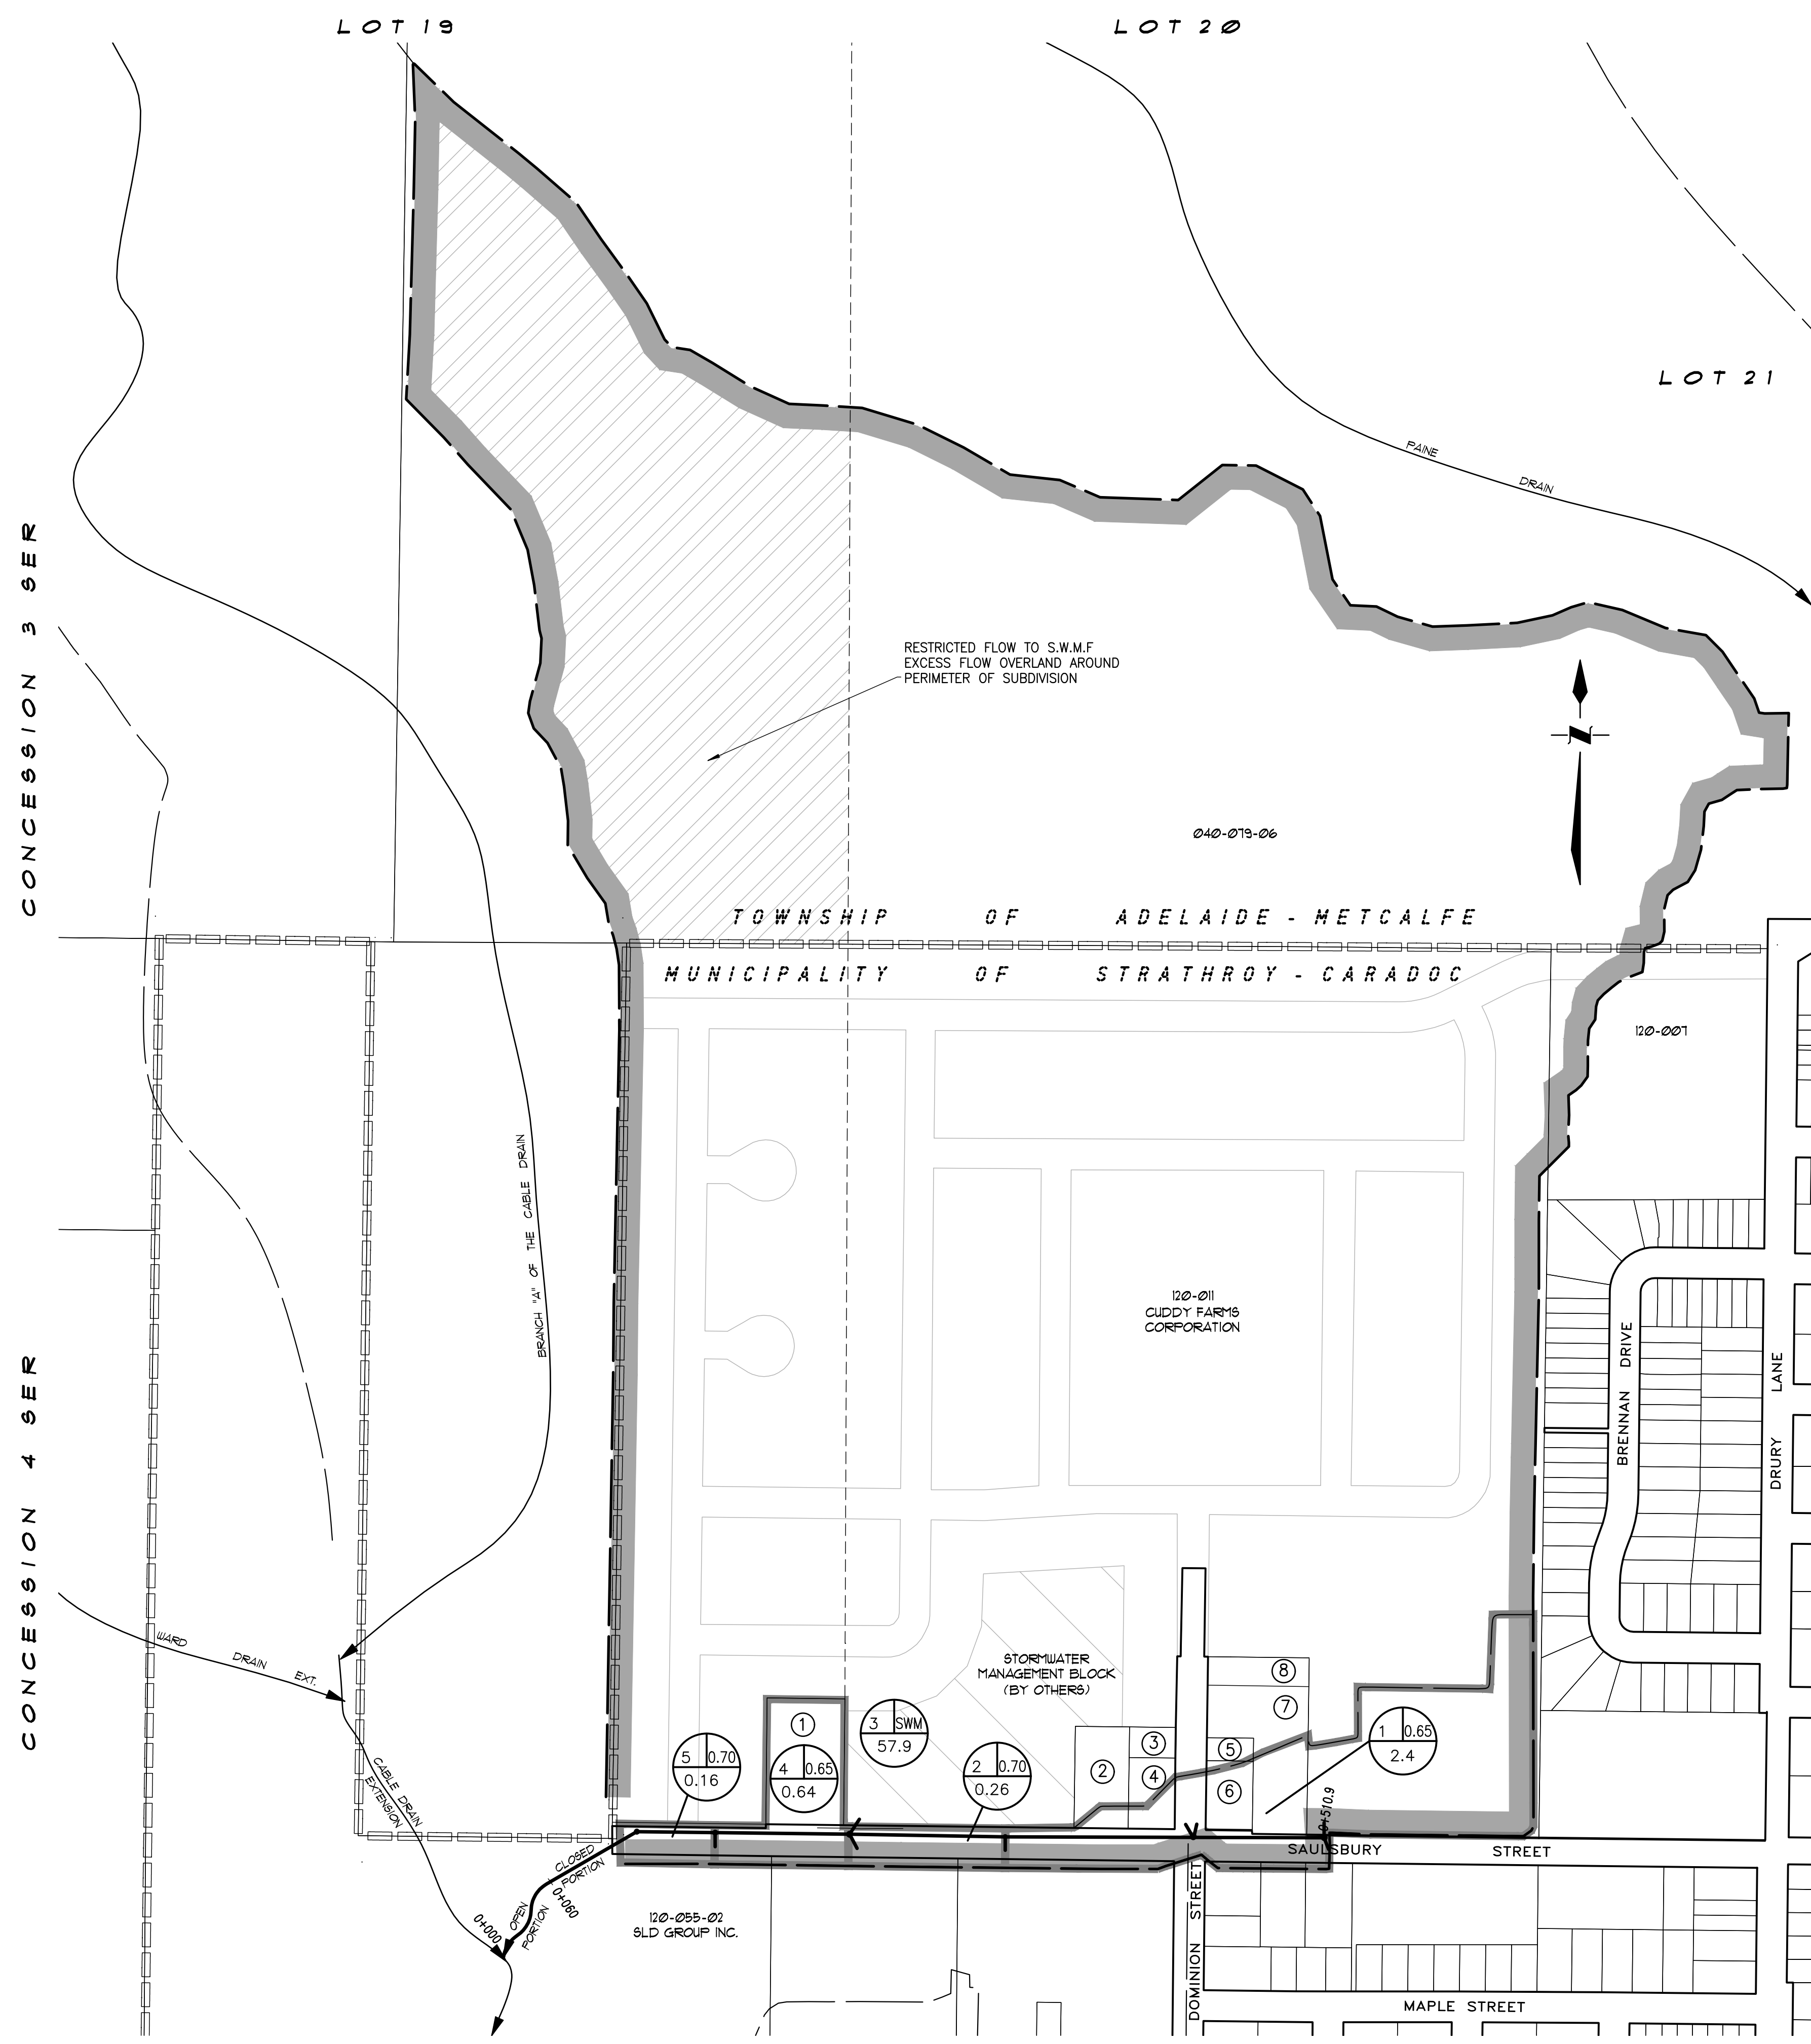 LOT 19
LOT 20
LOT 21
CONCESSION 3 SER
CONCESSION 4 SER
PAINE
DRAIN
RESTRICTED FLOW TO S.W.M.F
EXCESS FLOW OVERLAND AROUND
PERIMETER OF SUBDIVISION
N
040-079-06
TOWNSHIP OF ADELAIDE - METCALFE
MUNICIPALITY OF STRATHROY - CARADOC
120-007
BRANCH "A" OF THE CABLE DRAIN
120-011
CUDDY FARMS
CORPORATION
BRENNAN DRIVE
DRURY LANE
WARD
DRAIN
EXT.
STORMWATER
MANAGEMENT BLOCK
(BY OTHERS)
8
7
1
3 SWM
57.9
1 0.65
2.4
3
5
5 0.70
0.16
4 0.65
0.64
2 0.70
0.26
2
4
6
CABLE DRAIN
EXTENSION
0+510.9
SAULSBURY STREET
CLOSED
PORTION
0+060
OPEN
PORTION
0+000
120-055-02
SLD GROUP INC.
DOMINION STREET
MAPLE STREET